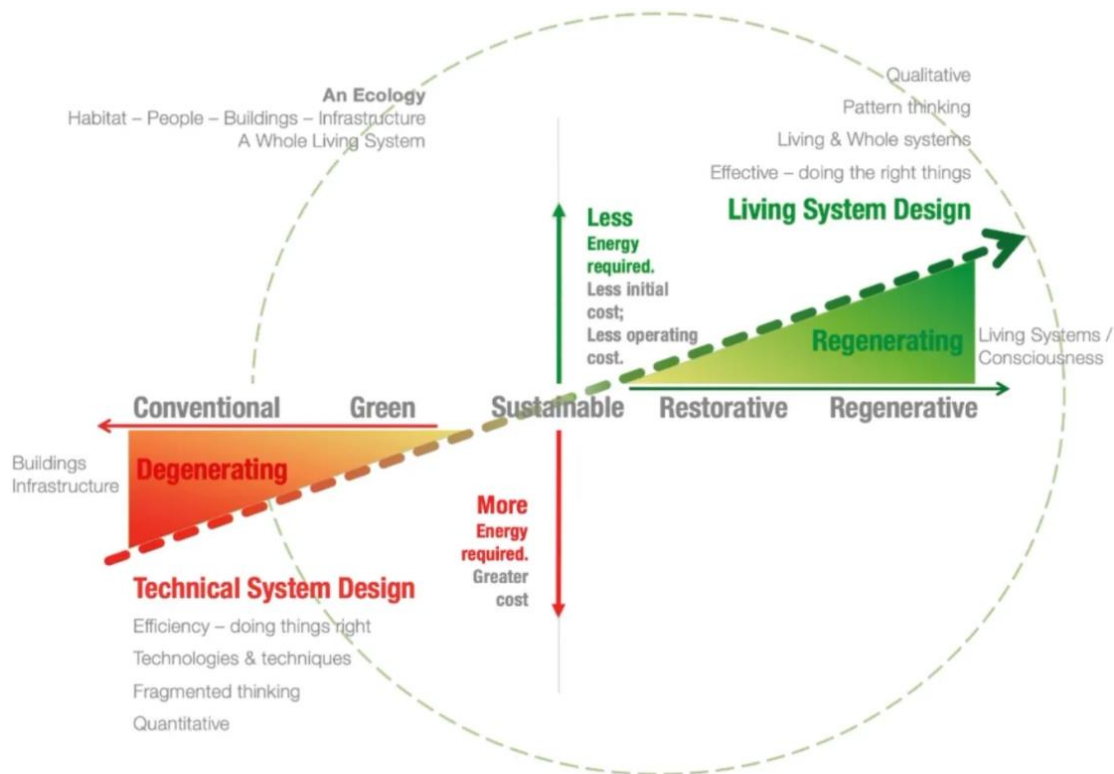 An Ecology
Habitat – People – Buildings – Infrastructure
A Whole Living System
Qualitative
Pattern thinking
Living & Whole systems
Effective – doing the right things
Living System Design
Less
Energy
required.
Less initial
cost;
Less operating
cost.
Regenerating
Living Systems /
Consciousness
Conventional Green Sustainable Restorative Regenerative
Buildings
Infrastructure
Degenerating
More
Energy
required.
Greater
cost
Technical System Design
Efficiency – doing things right
Technologies & techniques
Fragmented thinking
Quantitative